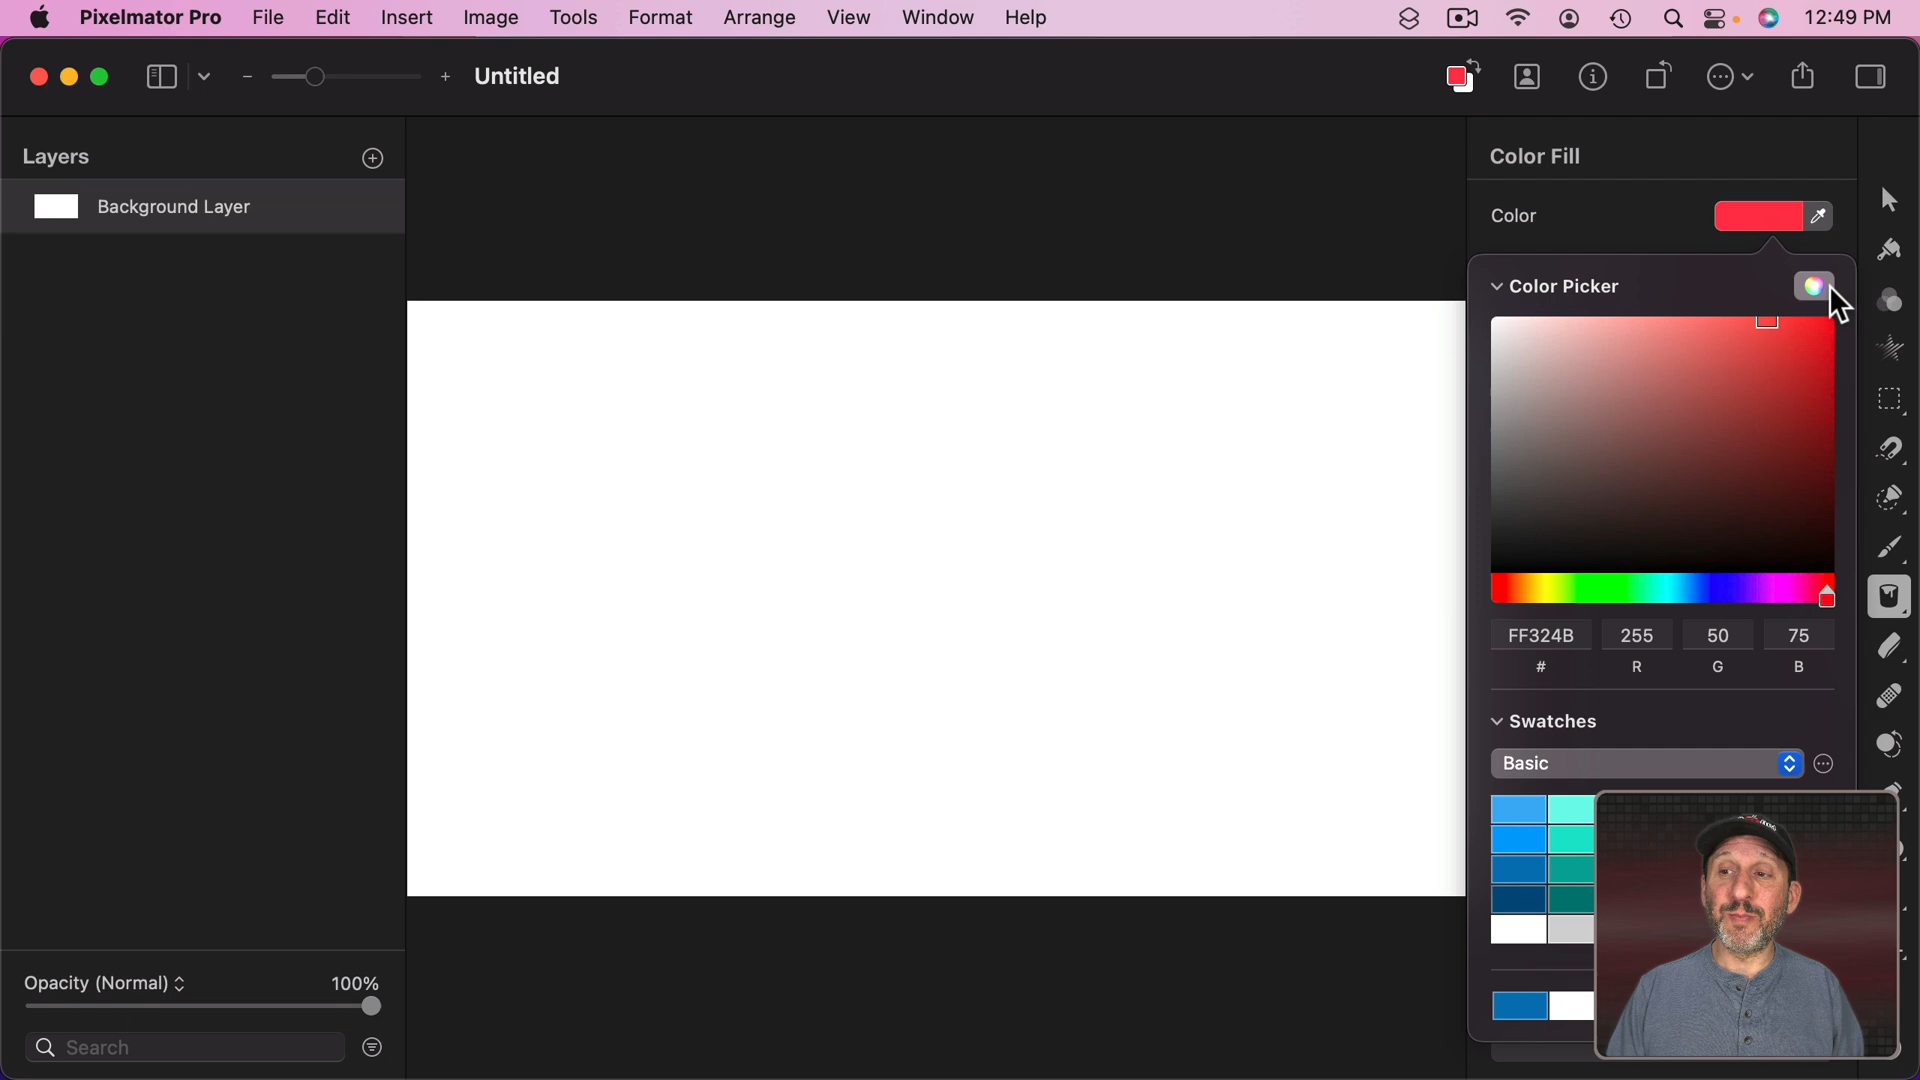 Pixelmator Pro File Edit Insert Image Tools Format Arrange View Window Help 12:49 PM
Untitled
Layers
Background Layer
Color Fill
Color
Color Picker
FF324B 255 50 75
# R G B
Swatches
Basic
Opacity (Normal) 100%
Search